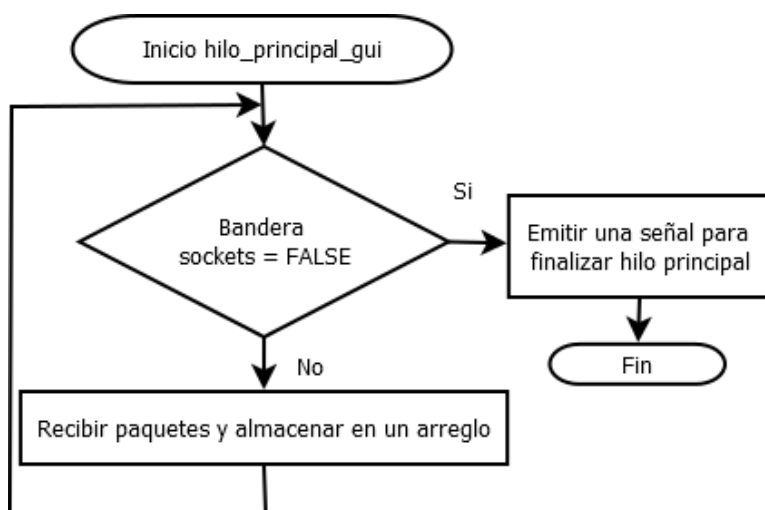 Inicio hilo_principal_gui
Si
Bandera
sockets = FALSE
Emitir una señal para
finalizar hilo principal
No
Fin
Recibir paquetes y almacenar en un arreglo